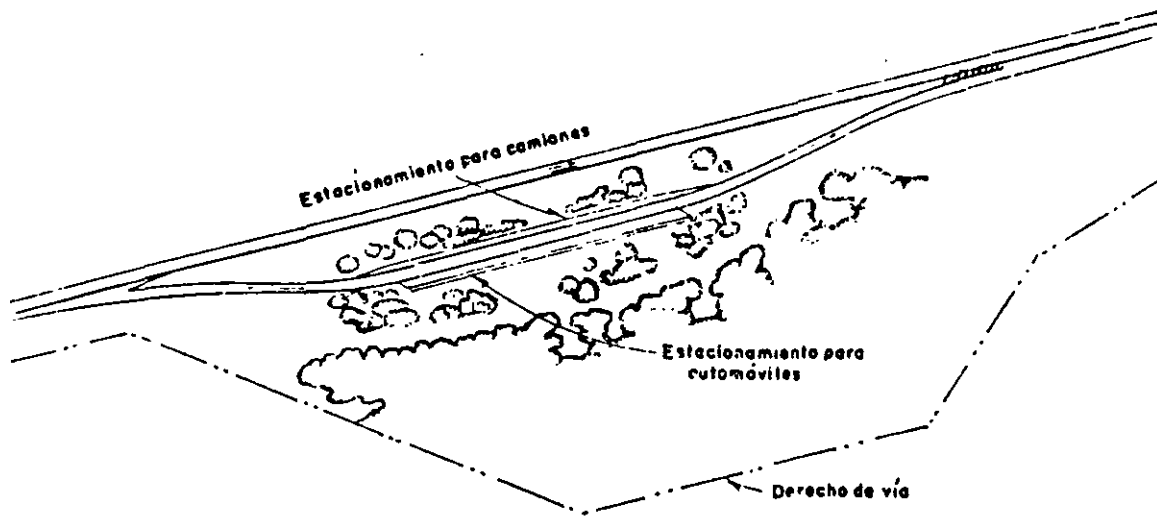 Estacionamiento para camiones
Estacionamiento para
automóviles
Derecho de vía